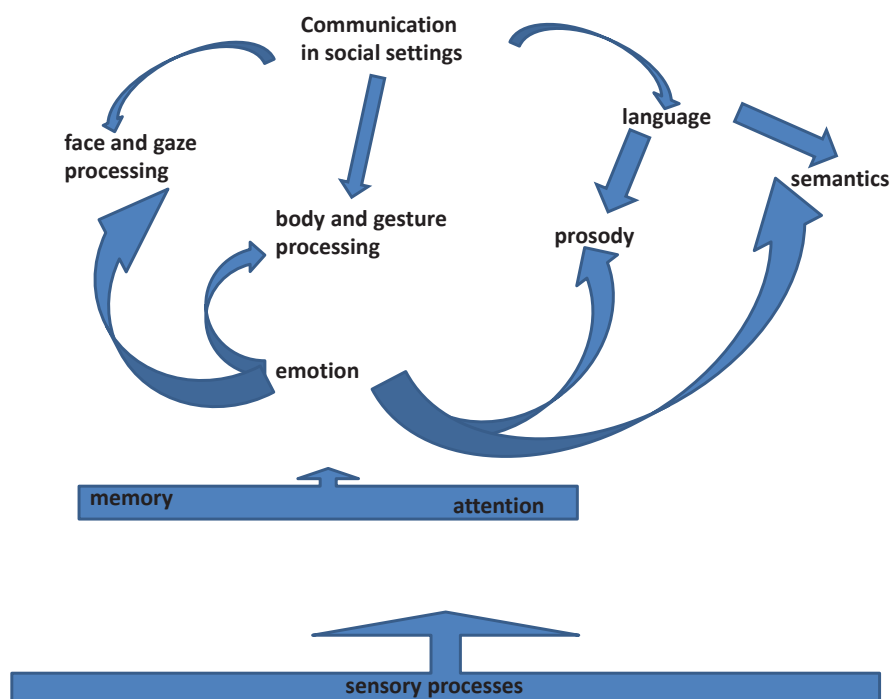 Communication
in social settings
language
face and gaze
processing
semantics
body and gesture
processing
prosody
emotion
memory
attention
sensory processes